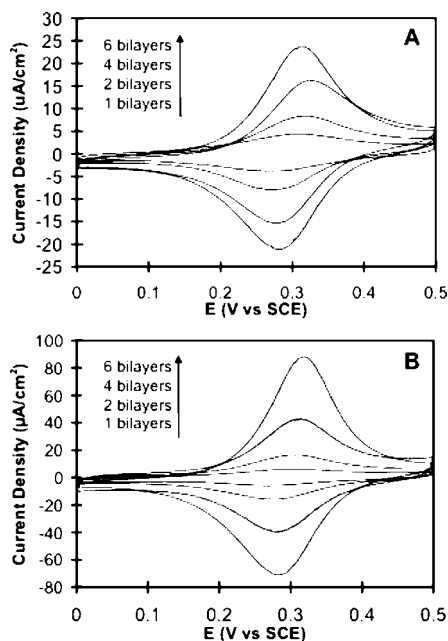 A
6 bilayers
4 bilayers
2 bilayers
1 bilayers
Current Density (uA/cm²)
30
25
20
15
10
5
0
-5
-10
-15
-20
-25
0
0.1
0.2
0.3
0.4
0.5
E (V vs SCE)
B
6 bilayers
4 bilayers
2 bilayers
1 bilayers
Current Density (µA/cm²)
100
80
60
40
20
0
-20
-40
-60
-80
0
0.1
0.2
0.3
0.4
0.5
E (V vs SCE)